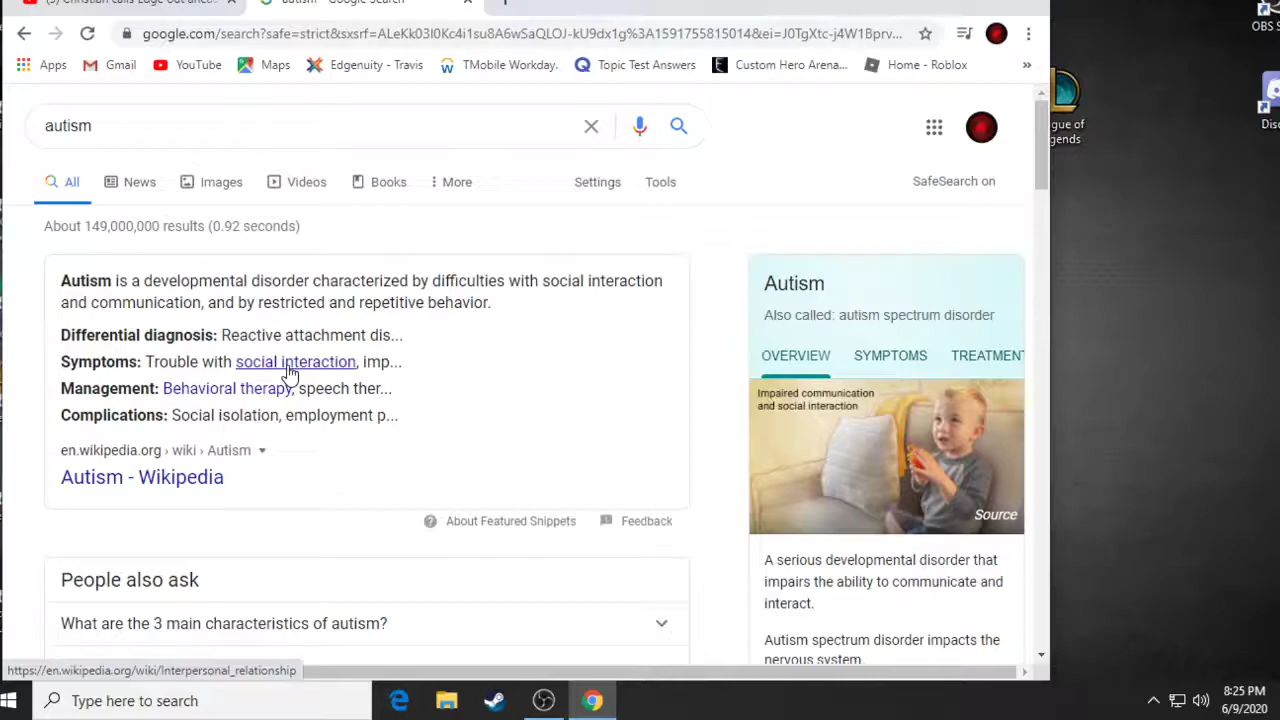 google.com/search?safe=strict&sxsrf=ALeKk03I0Kc4i1su8A6wSaQLOJ-kU9dx1g%3A1591755815014&ei=J0TgXtc-j4W1Bprv...
Apps Gmail YouTube Maps Edgenuity - Travis TMobile Workday. Topic Test Answers Custom Hero Arena... Home - Roblox »
OBS S
autism
gue of
gends
Disc
All News Images Videos Books More Settings Tools SafeSearch on
About 149,000,000 results (0.92 seconds)
Autism is a developmental disorder characterized by difficulties with social interaction
and communication, and by restricted and repetitive behavior.
Differential diagnosis: Reactive attachment dis...
Symptoms: Trouble with social interaction, imp...
Management: Behavioral therapy, speech ther...
Complications: Social isolation, employment p...
en.wikipedia.org › wiki › Autism
Autism - Wikipedia
About Featured Snippets Feedback
People also ask
What are the 3 main characteristics of autism?
Autism
Also called: autism spectrum disorder
OVERVIEW SYMPTOMS TREATMENT
Impaired communication
and social interaction
Source
A serious developmental disorder that
impairs the ability to communicate and
interact.
Autism spectrum disorder impacts the
nervous system.
https://en.wikipedia.org/wiki/Interpersonal_relationship
Type here to search
8:25 PM
6/9/2020